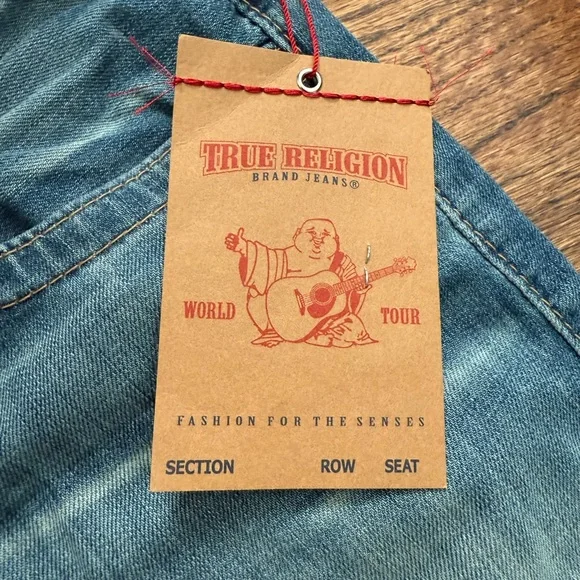 TRUE RELIGION
BRAND JEANS®
WORLD TOUR
FASHION FOR THE SENSES
SECTION ROW SEAT